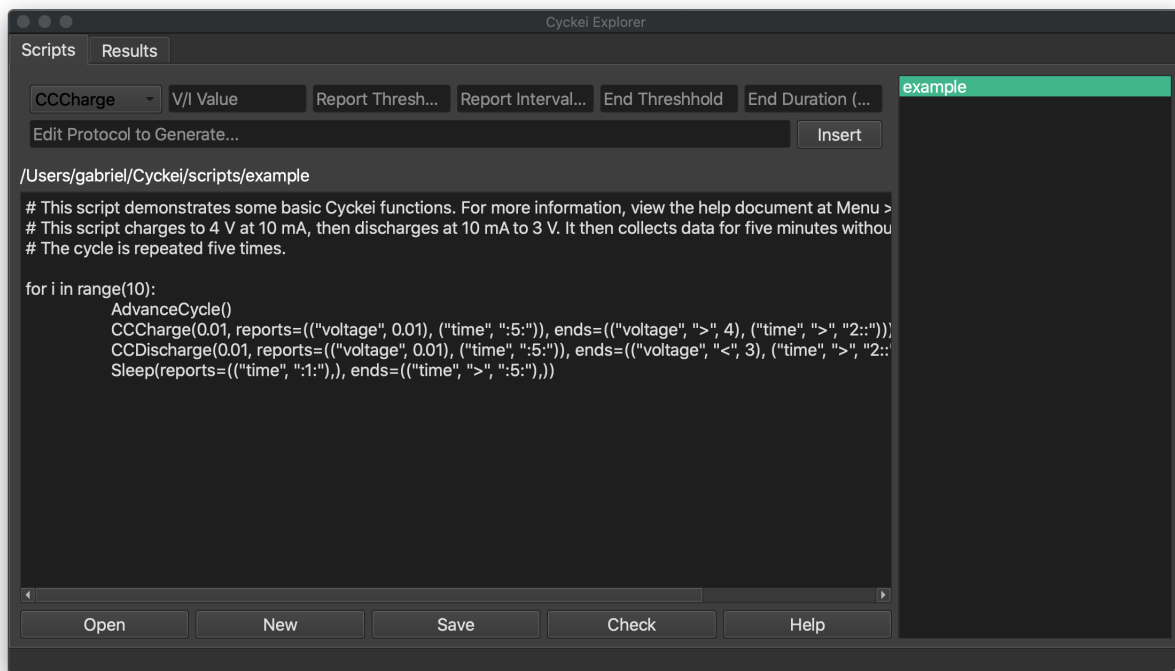 Cyckei Explorer
Scripts Results
CCCharge V/I Value Report Thresh... Report Interval... End Threshhold End Duration (...
Edit Protocol to Generate... Insert
/Users/gabriel/Cyckei/scripts/example
# This script demonstrates some basic Cyckei functions. For more information, view the help document at Menu >
# This script charges to 4 V at 10 mA, then discharges at 10 mA to 3 V. It then collects data for five minutes withou
# The cycle is repeated five times.
for i in range(10):
AdvanceCycle()
CCCharge(0.01, reports=(("voltage", 0.01), ("time", ":5:")), ends=(("voltage", ">", 4), ("time", ">", "2::")))
CCDischarge(0.01, reports=(("voltage", 0.01), ("time", ":5:")), ends=(("voltage", "<", 3), ("time", ">", "2::"
Sleep(reports=(("time", ":1:"),), ends=(("time", ">", ":5:"),))
Open New Save Check Help
example